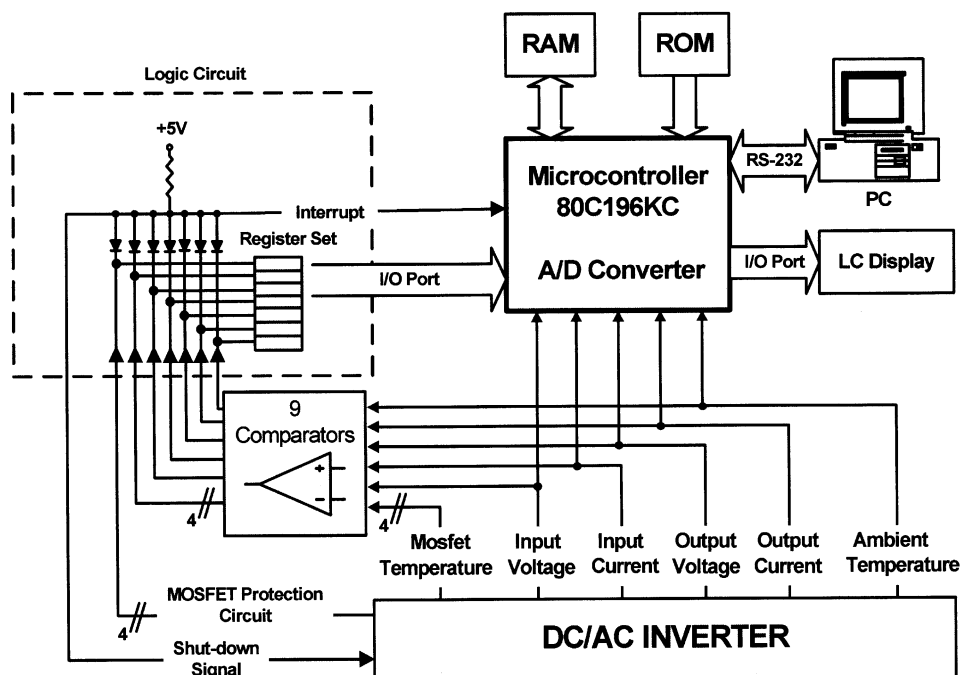 RAM
ROM
Logic Circuit
+5V
Interrupt
Register Set
I/O Port
Microcontroller
80C196KC
A/D Converter
RS-232
PC
I/O Port
LC Display
9
Comparators
+
−
4
4
Mosfet
Temperature
Input
Voltage
Input
Current
Output
Voltage
Output
Current
Ambient
Temperature
MOSFET Protection
Circuit
4
Shut-down
Signal
DC/AC INVERTER